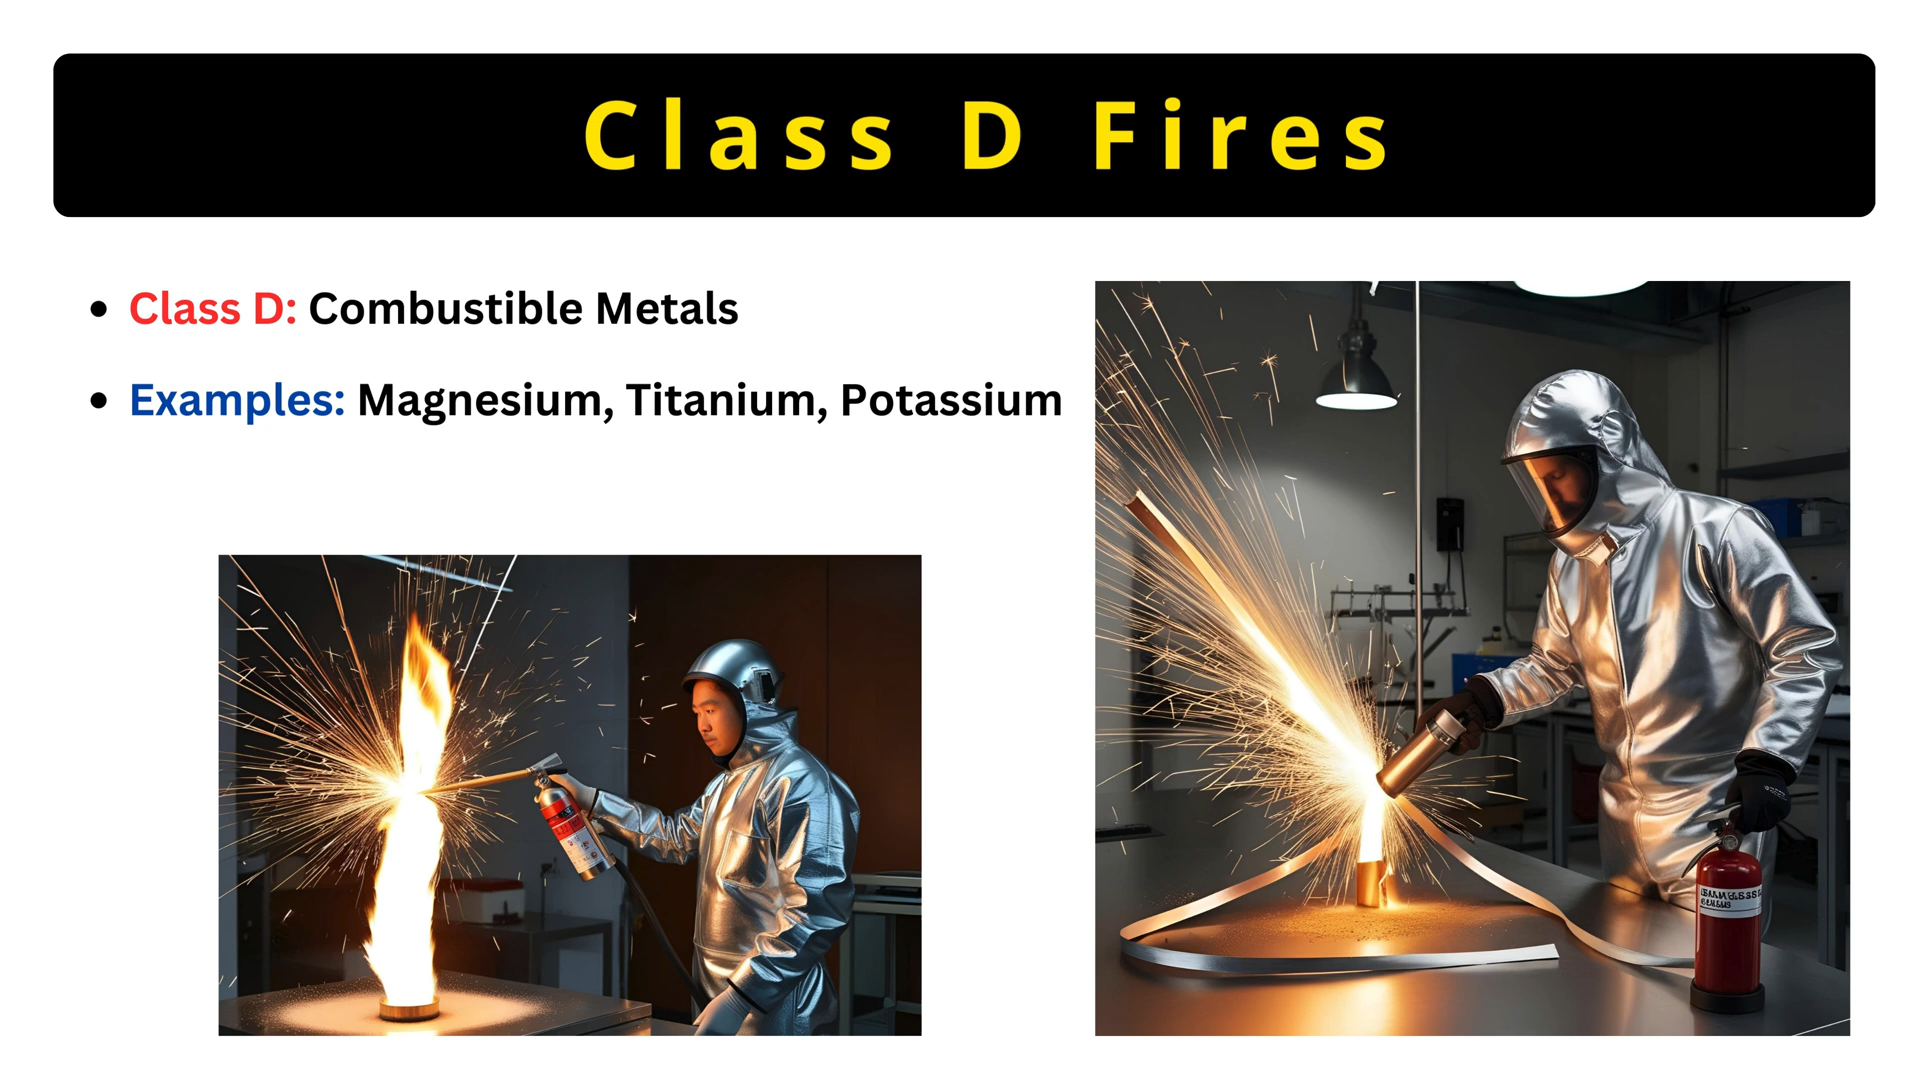 Class D Fires
Class D: Combustible Metals
Examples: Magnesium, Titanium, Potassium